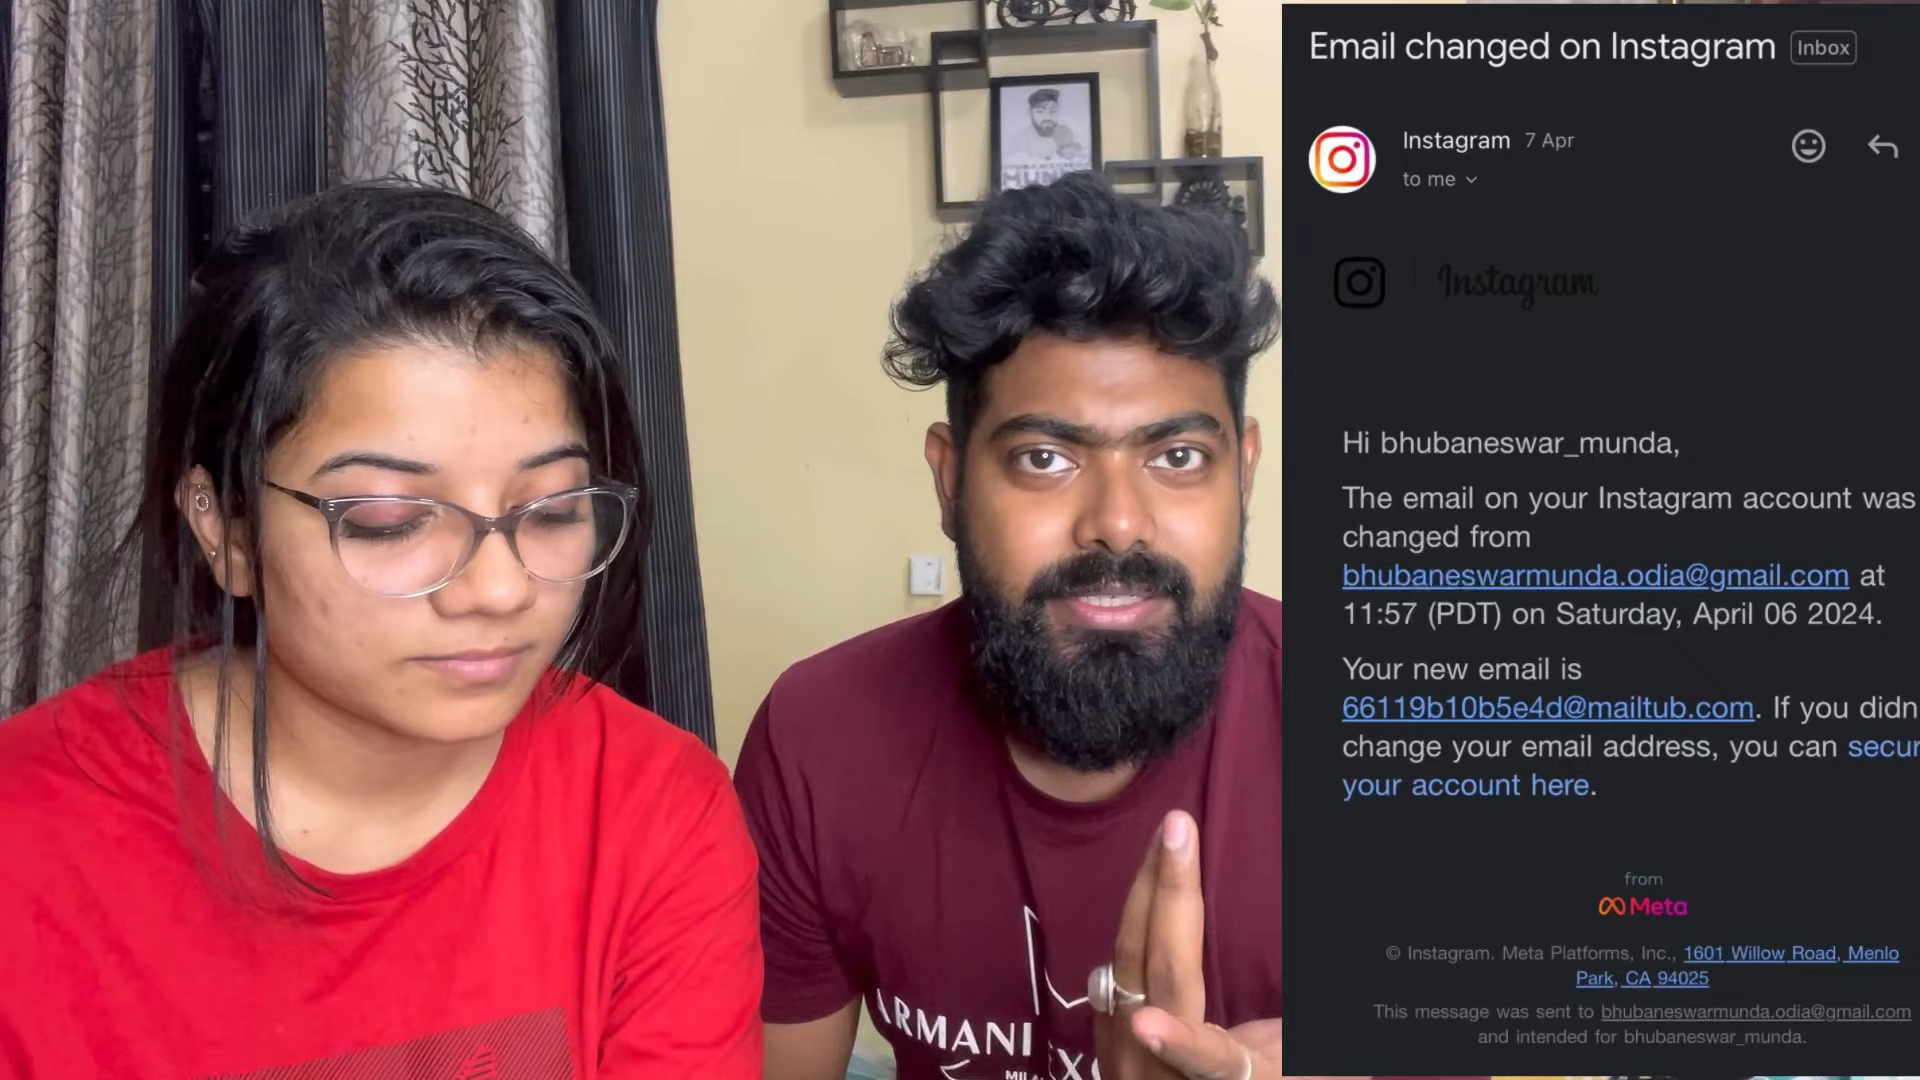 Email changed on Instagram Inbox
Instagram 7 Apr
to me
Instagram
Hi bhubaneswar_munda,
The email on your Instagram account was
changed from
bhubaneswarmunda.odia@gmail.com at
11:57 (PDT) on Saturday, April 06 2024.
Your new email is
66119b10b5e4d@mailtub.com. If you didn
change your email address, you can secur
your account here.
from
Meta
© Instagram. Meta Platforms, Inc., 1601 Willow Road, Menlo
Park, CA 94025
This message was sent to bhubaneswarmunda.odia@gmail.com
and intended for bhubaneswar_munda.
MUND
ARMANI EXC
MILA